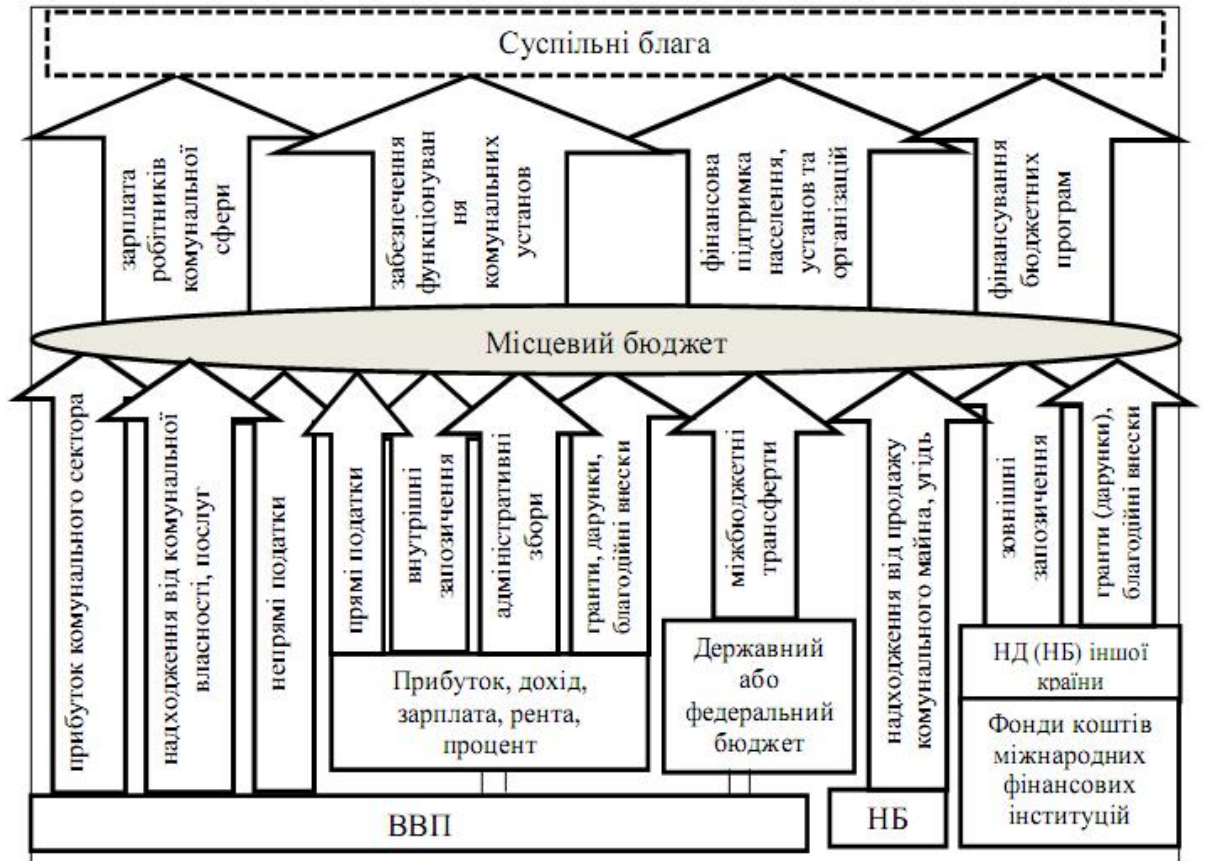 Суспільні блага
зарплата
робітників
комунальної
сфери
забезпечення
функціонуван
ня
комунальних
установ
фінансова
підтримка
населення,
установ та
організацій
фінансування
бюджетних
програм
Місцевий бюджет
прибуток комунального сектора
надходження від комунальної
власності, послуг
непрямі податки
прямі податки
внутрішні
запозичення
адміністративні
збори
гранти, дарунки,
благодійні внески
міжбюджетні
трансферти
надходження від продажу
комунального майна, угідь
зовнішні
запозичення
гранти (дарунки),
благодійні внески
Прибуток, дохід,
зарплата, рента,
процент
Державний
або
федеральний
бюджет
НД (НБ) іншої
країни
Фонди коштів
міжнародних
фінансових
інституцій
ВВП
НБ